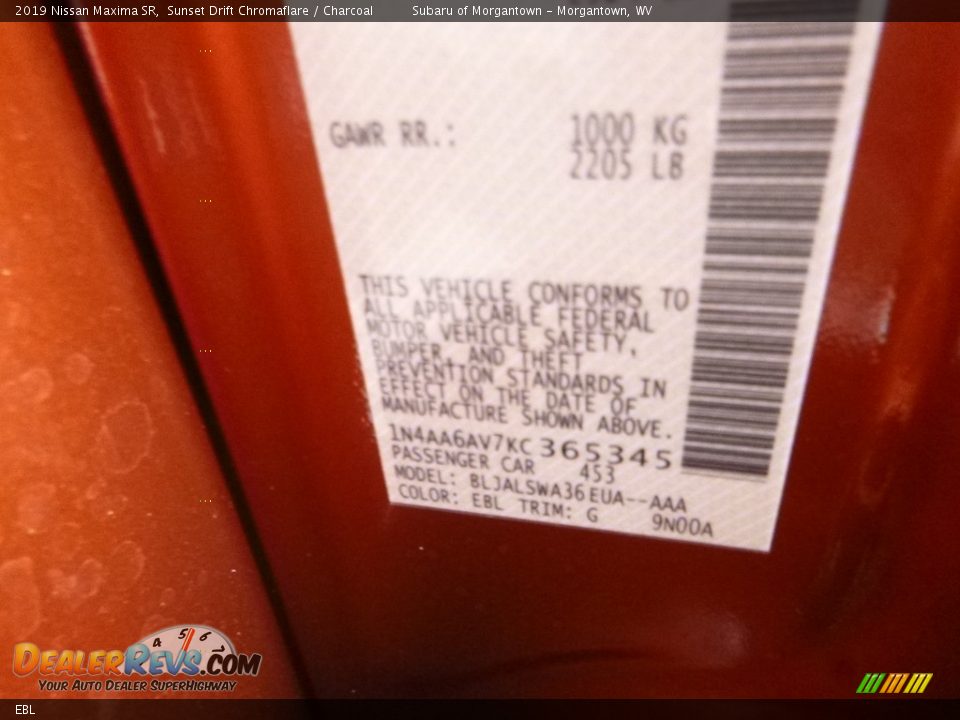 2019 Nissan Maxima SR, Sunset Drift Chromaflare / Charcoal Subaru of Morgantown - Morgantown, WV
GAWR RR.: 1000 KG
2205 LB
THIS VEHICLE CONFORMS TO
ALL APPLICABLE FEDERAL
MOTOR VEHICLE SAFETY,
BUMPER, AND THEFT
PREVENTION STANDARDS IN
EFFECT ON THE DATE OF
MANUFACTURE SHOWN ABOVE.
1N4AA6AV7KC365345
PASSENGER CAR 453
MODEL: BLJALSWA36EUA--AAA
COLOR: EBL TRIM: G 9N00A
4 5 6
DEALERREVS.COM
YOUR AUTO DEALER SUPERHIGHWAY
EBL